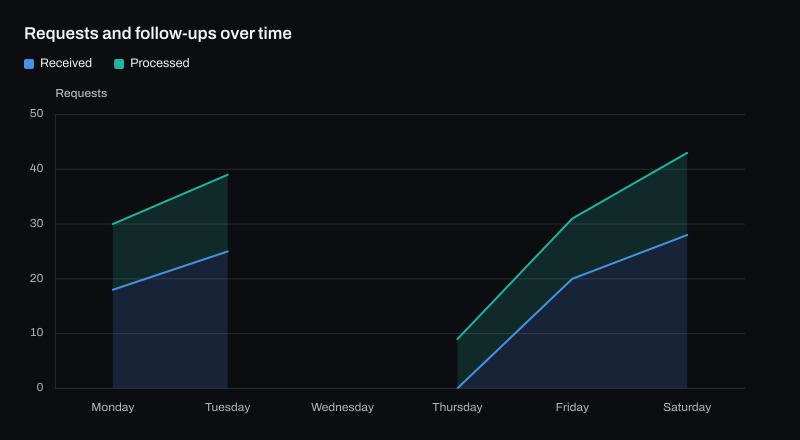 Requests and follow-ups over time
Received Processed
Requests
50
40
30
20
10
0
Monday Tuesday Wednesday Thursday Friday Saturday